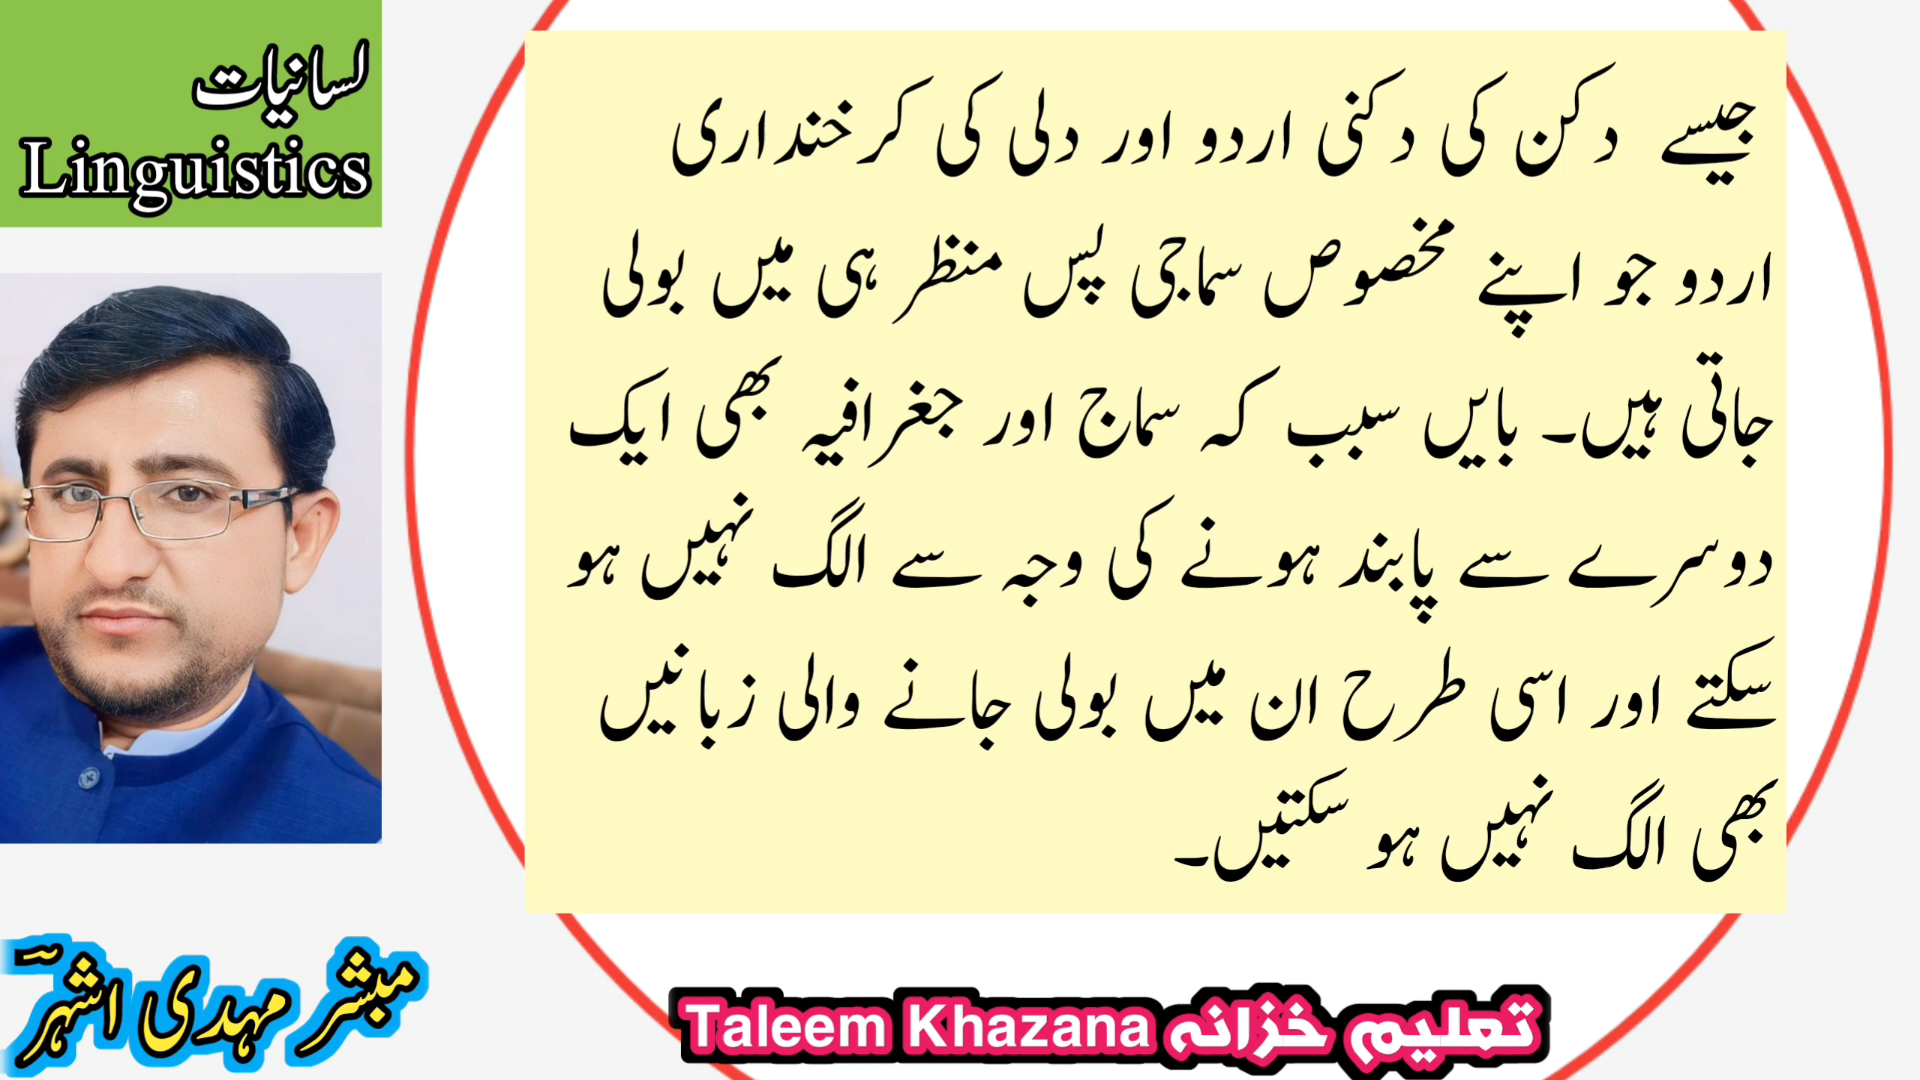 لسانیات
Linguistics
جیسے دکن کی دکنی اردو اور دلی کی کرخنداری
اردو جو اپنے مخصوص سماجی پس منظر ہی میں بولی
جاتی ہیں۔ بایں سبب کہ سماج اور جغرافیہ بھی ایک
دوسرے سے پابند ہونے کی وجہ سے الگ نہیں ہو
سکتے اور اسی طرح ان میں بولی جانے والی زبانیں
بھی الگ نہیں ہو سکتیں۔
مبشر مہدی اشہرؔ
Taleem Khazana تعلیم خزانہ